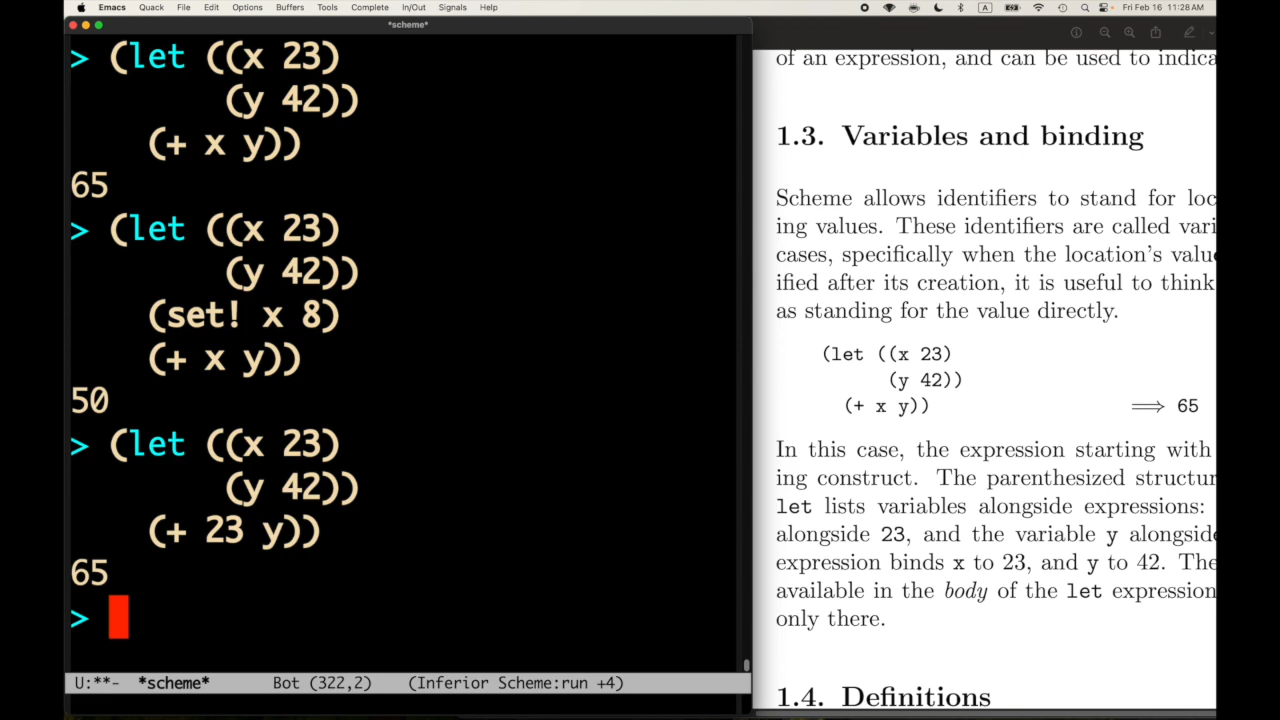 Emacs Quack File Edit Options Buffers Tools Complete In/Out Signals Help
A Fri Feb 16 11:28 AM
*scheme*
> (let ((x 23)
(y 42))
(+ x y))
65
> (let ((x 23)
(y 42))
(set! x 8)
(+ x y))
50
> (let ((x 23)
(y 42))
(+ 23 y))
65
>
U:**- *scheme* Bot (322,2) (Inferior Scheme:run +4)
of an expression, and can be used to indica
1.3. Variables and binding
Scheme allows identifiers to stand for loc
ing values. These identifiers are called vari
cases, specifically when the location's valu
ified after its creation, it is useful to think
as standing for the value directly.
(let ((x 23)
(y 42))
(+ x y)) ⟹ 65
In this case, the expression starting with
ing construct. The parenthesized structur
let lists variables alongside expressions:
alongside 23, and the variable y alongside
expression binds x to 23, and y to 42. The
available in the body of the let expression
only there.
1.4. Definitions